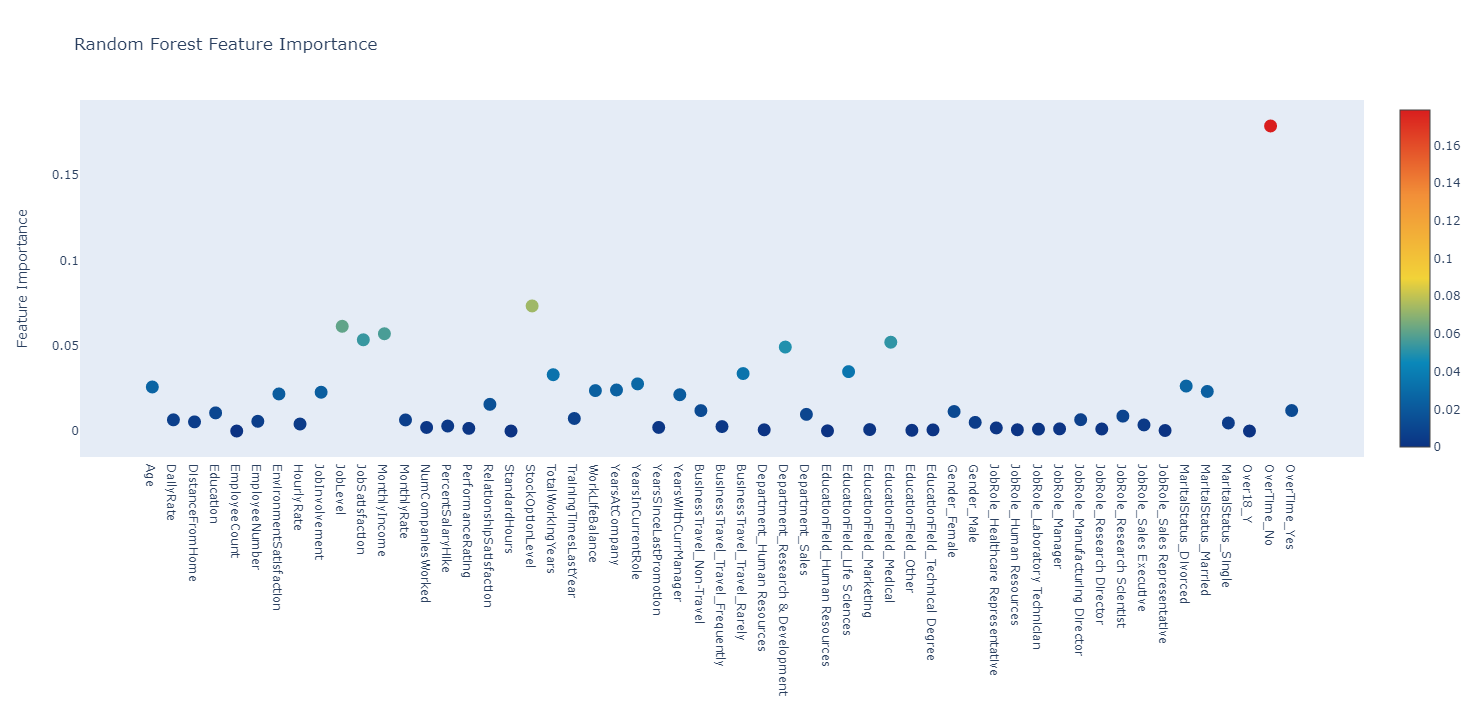 Random Forest Feature Importance
Feature Importance
0.15
0.1
0.05
0
Age
DailyRate
DistanceFromHome
Education
EmployeeCount
EmployeeNumber
EnvironmentSatisfaction
HourlyRate
JobInvolvement
JobLevel
JobSatisfaction
MonthlyIncome
MonthlyRate
NumCompaniesWorked
PercentSalaryHike
PerformanceRating
RelationshipSatisfaction
StandardHours
StockOptionLevel
TotalWorkingYears
TrainingTimesLastYear
WorkLifeBalance
YearsAtCompany
YearsInCurrentRole
YearsSinceLastPromotion
YearsWithCurrManager
BusinessTravel_Non-Travel
BusinessTravel_Travel_Frequently
BusinessTravel_Travel_Rarely
Department_Human Resources
Department_Research & Development
Department_Sales
EducationField_Human Resources
EducationField_Life Sciences
EducationField_Marketing
EducationField_Medical
EducationField_Other
EducationField_Technical Degree
Gender_Female
Gender_Male
JobRole_Healthcare Representative
JobRole_Human Resources
JobRole_Laboratory Technician
JobRole_Manager
JobRole_Manufacturing Director
JobRole_Research Director
JobRole_Research Scientist
JobRole_Sales Executive
JobRole_Sales Representative
MaritalStatus_Divorced
MaritalStatus_Married
MaritalStatus_Single
Over18_Y
OverTime_No
OverTime_Yes
0.16
0.14
0.12
0.1
0.08
0.06
0.04
0.02
0